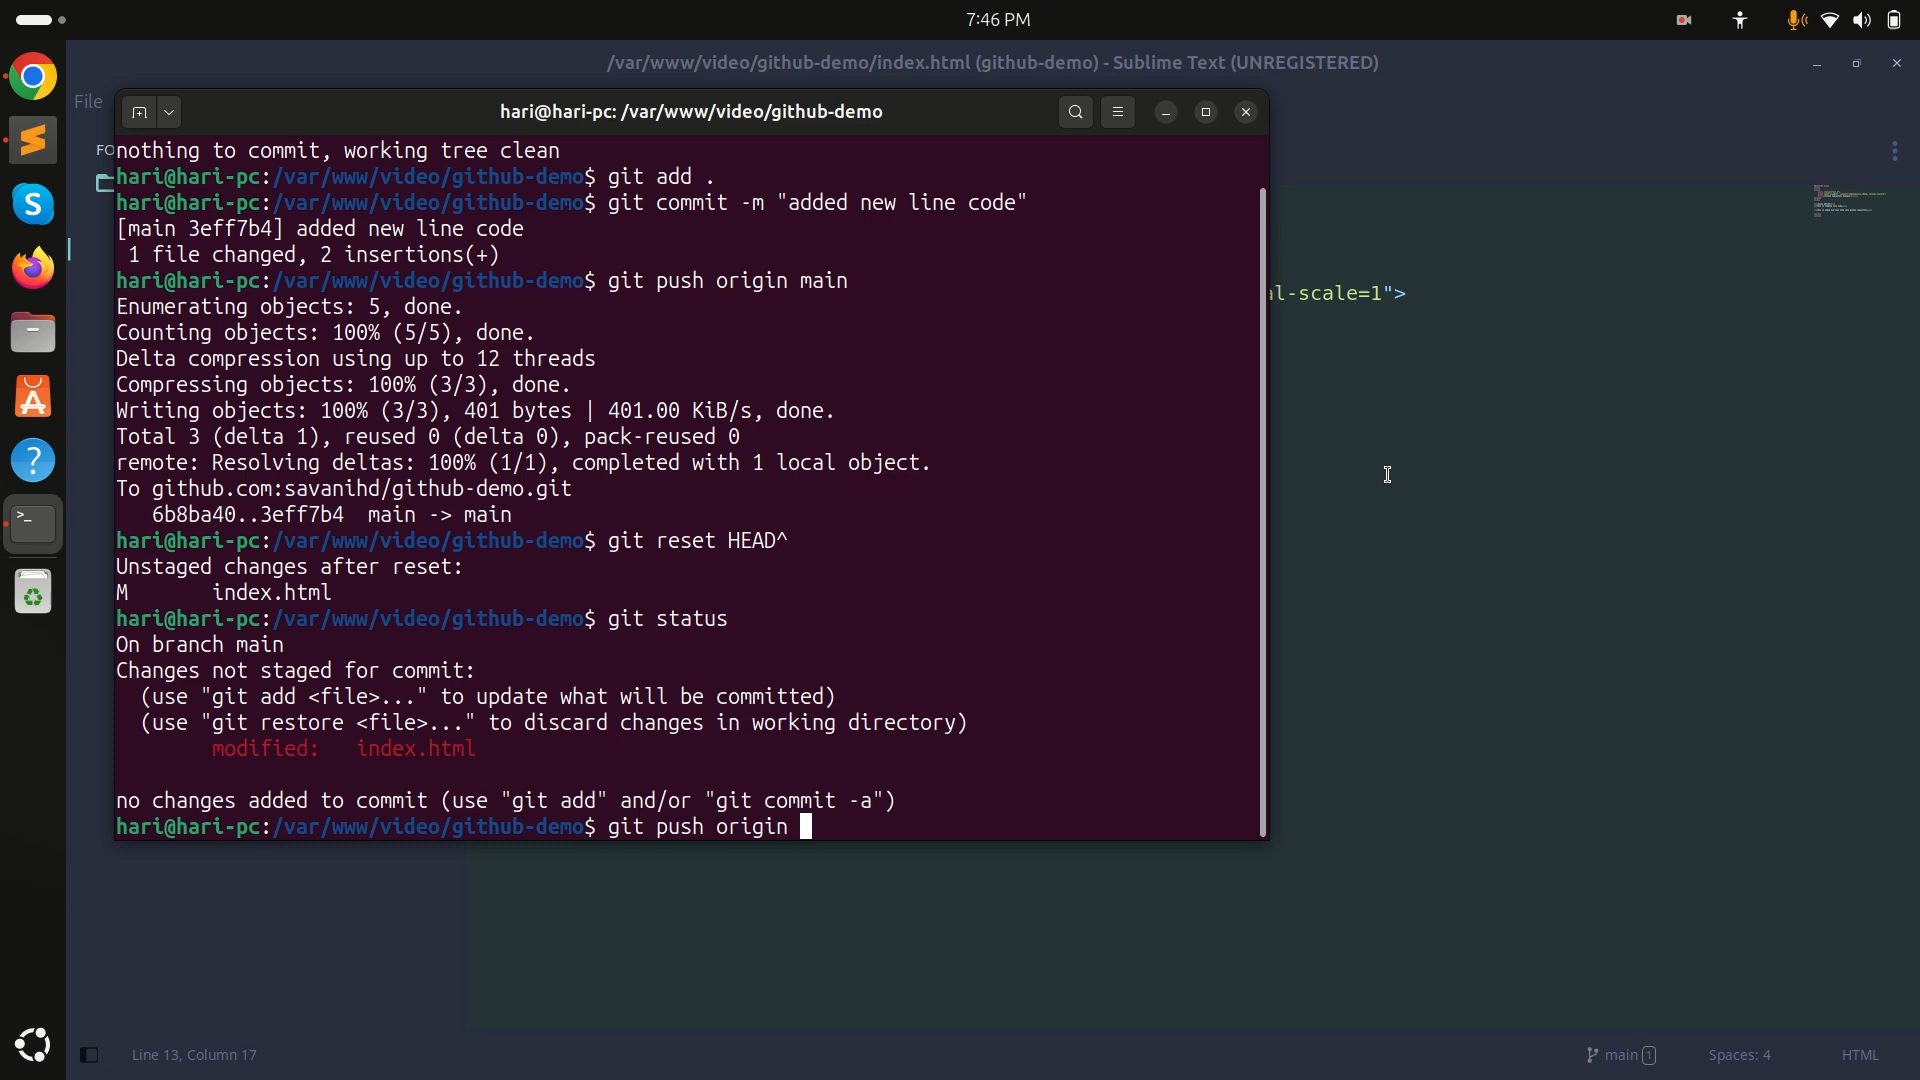 7:46 PM
/var/www/video/github-demo/index.html (github-demo) - Sublime Text (UNREGISTERED)
File
hari@hari-pc: /var/www/video/github-demo
FO
nothing to commit, working tree clean
hari@hari-pc:/var/www/video/github-demo$ git add .
hari@hari-pc:/var/www/video/github-demo$ git commit -m "added new line code"
[main 3eff7b4] added new line code
1 file changed, 2 insertions(+)
hari@hari-pc:/var/www/video/github-demo$ git push origin main
al-scale=1">
Enumerating objects: 5, done.
Counting objects: 100% (5/5), done.
Delta compression using up to 12 threads
Compressing objects: 100% (3/3), done.
Writing objects: 100% (3/3), 401 bytes | 401.00 KiB/s, done.
Total 3 (delta 1), reused 0 (delta 0), pack-reused 0
remote: Resolving deltas: 100% (1/1), completed with 1 local object.
To github.com:savanihd/github-demo.git
6b8ba40..3eff7b4  main -> main
hari@hari-pc:/var/www/video/github-demo$ git reset HEAD^
Unstaged changes after reset:
M       index.html
hari@hari-pc:/var/www/video/github-demo$ git status
On branch main
Changes not staged for commit:
(use "git add <file>..." to update what will be committed)
(use "git restore <file>..." to discard changes in working directory)
modified:   index.html
no changes added to commit (use "git add" and/or "git commit -a")
hari@hari-pc:/var/www/video/github-demo$ git push origin
Line 13, Column 17
main 1
Spaces: 4
HTML